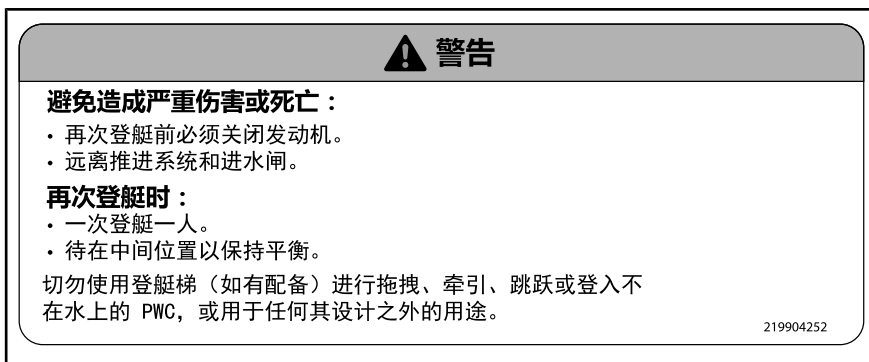 警告
避免造成严重伤害或死亡：
• 再次登艇前必须关闭发动机。
• 远离推进系统和进水闸。
再次登艇时：
• 一次登艇一人。
• 待在中间位置以保持平衡。
切勿使用登艇梯（如有配备）进行拖拽、牵引、跳跃或登入不
在水上的 PWC，或用于任何其设计之外的用途。
219904252